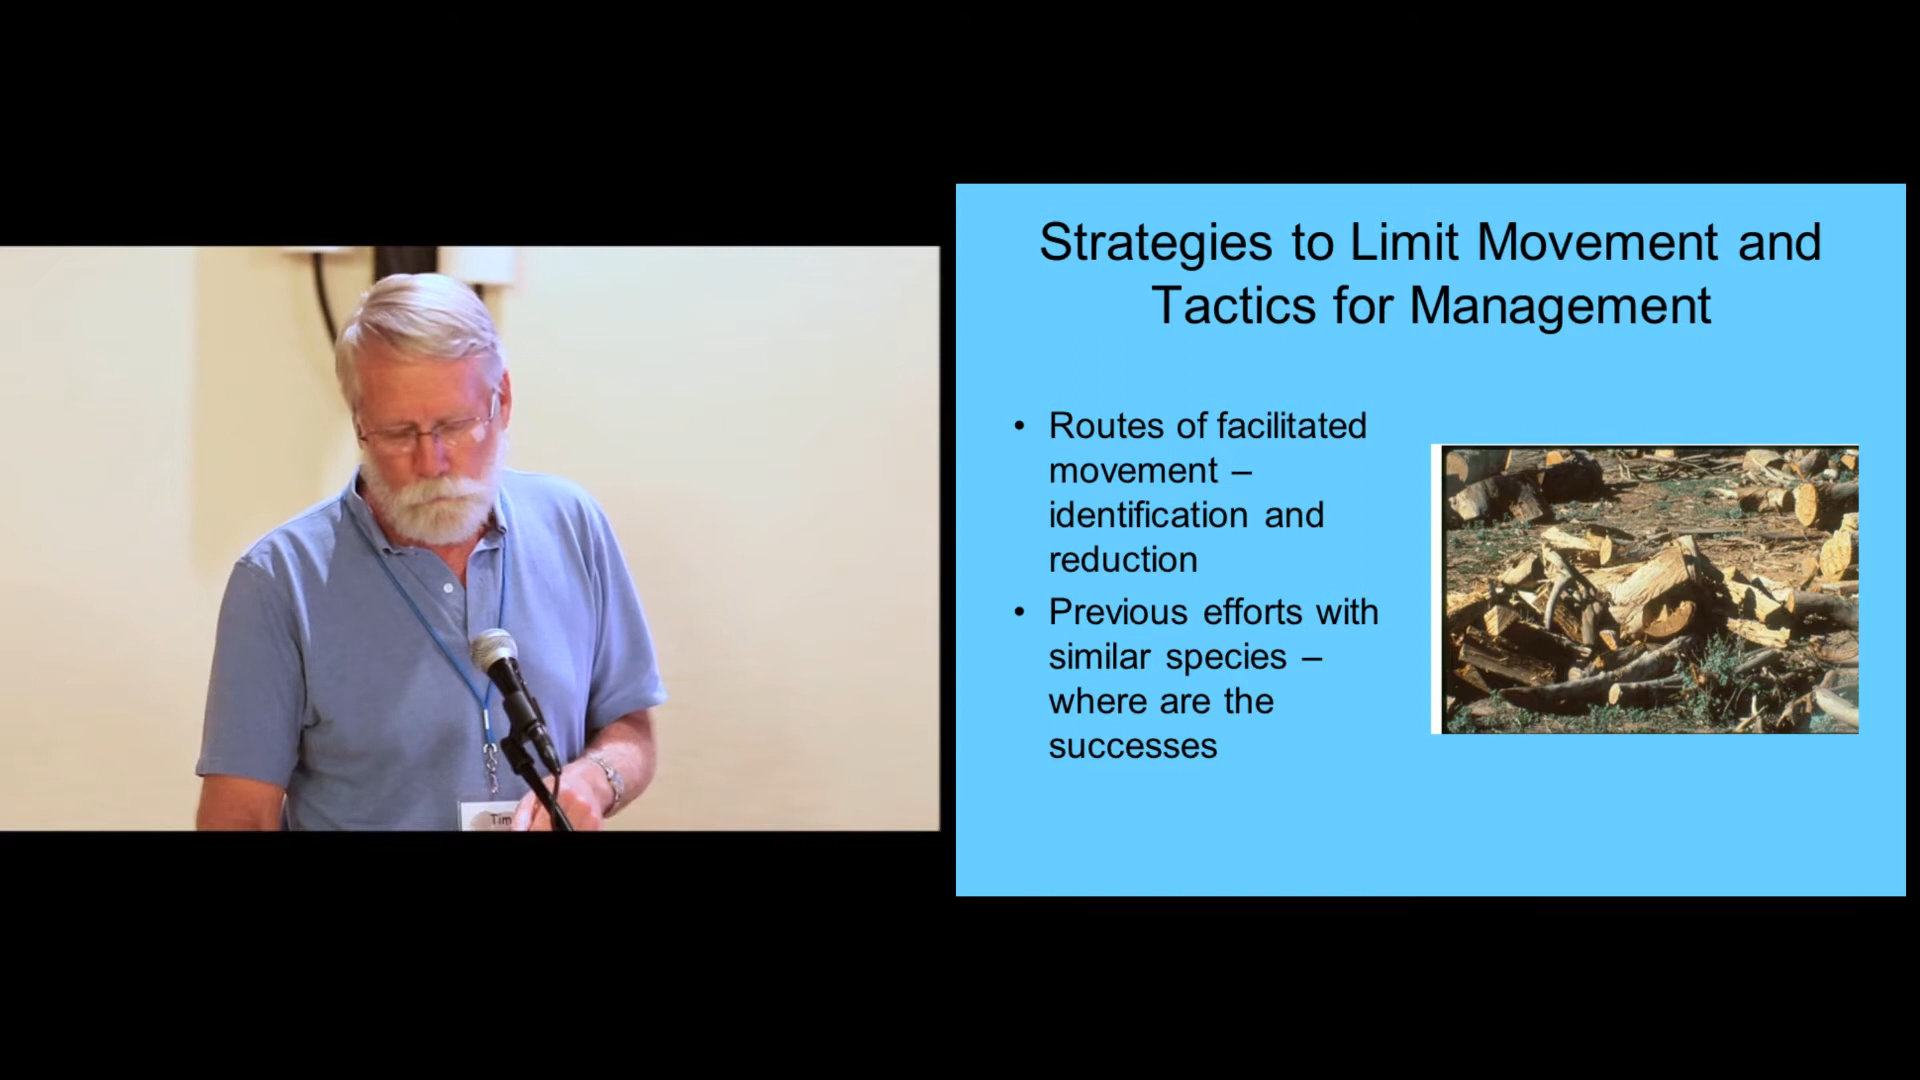 Strategies to Limit Movement and
Tactics for Management
• Routes of facilitated
movement –
identification and
reduction
• Previous efforts with
similar species –
where are the
successes
Tim